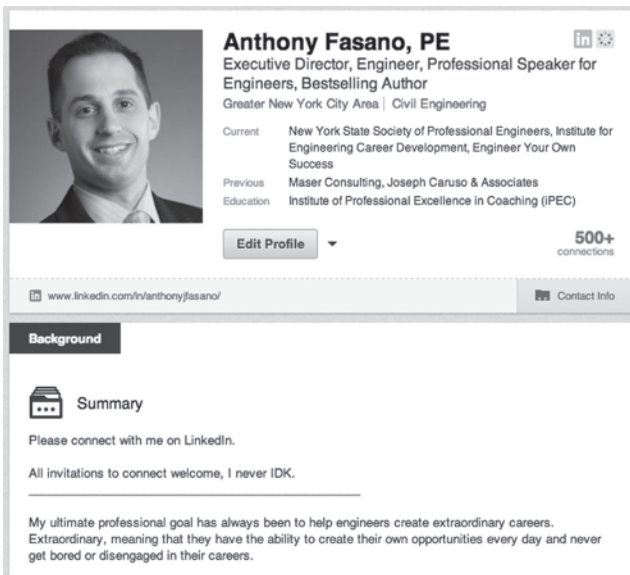 Anthony Fasano, PE
in
Executive Director, Engineer, Professional Speaker for
Engineers, Bestselling Author
Greater New York City Area | Civil Engineering
Current New York State Society of Professional Engineers, Institute for
Engineering Career Development, Engineer Your Own
Success
Previous Maser Consulting, Joseph Caruso & Associates
Education Institute of Professional Excellence in Coaching (iPEC)
Edit Profile
500+
connections
in www.linkedin.com/in/anthonyjfasano/
Contact Info
Background
Summary
Please connect with me on LinkedIn.
All invitations to connect welcome, I never IDK.
My ultimate professional goal has always been to help engineers create extraordinary careers.
Extraordinary, meaning that they have the ability to create their own opportunities every day and never
get bored or disengaged in their careers.